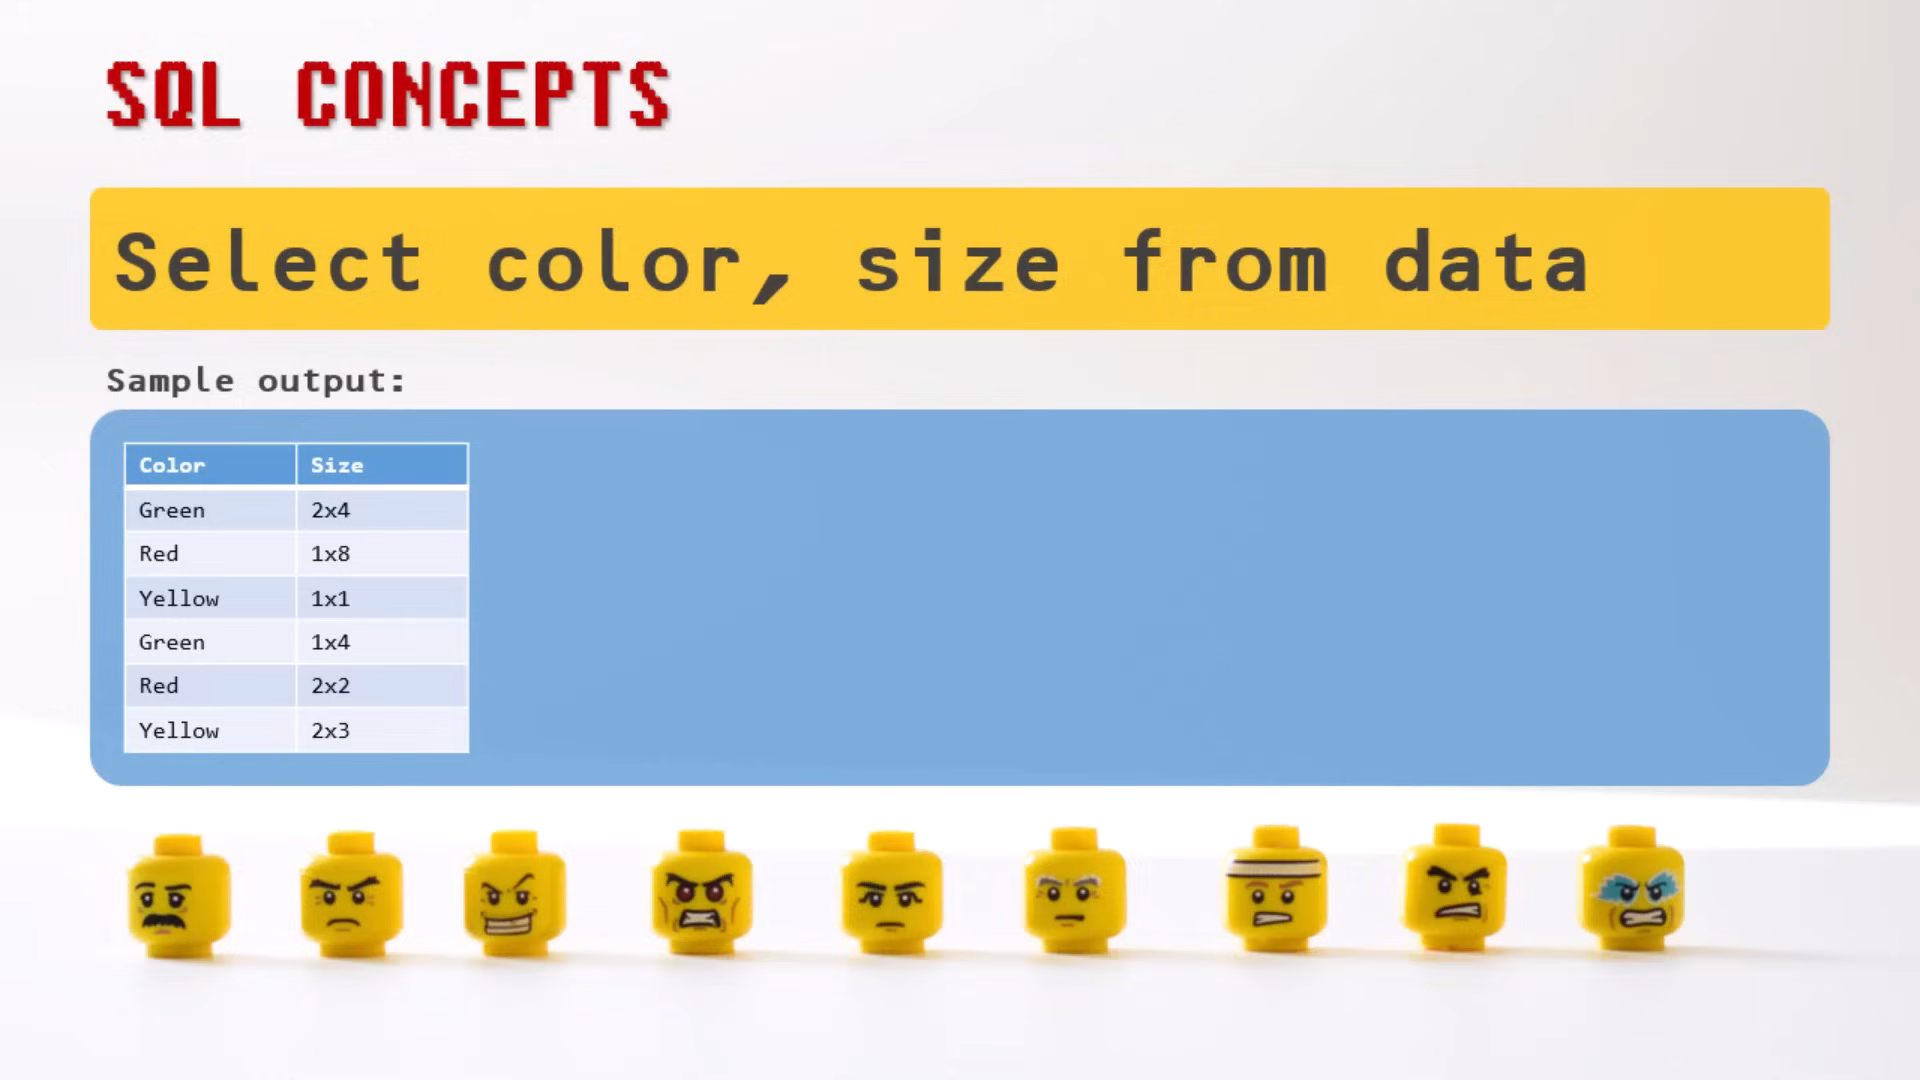 SQL CONCEPTS
Select color, size from data
Sample output:
Color Size
Green 2x4
Red 1x8
Yellow 1x1
Green 1x4
Red 2x2
Yellow 2x3